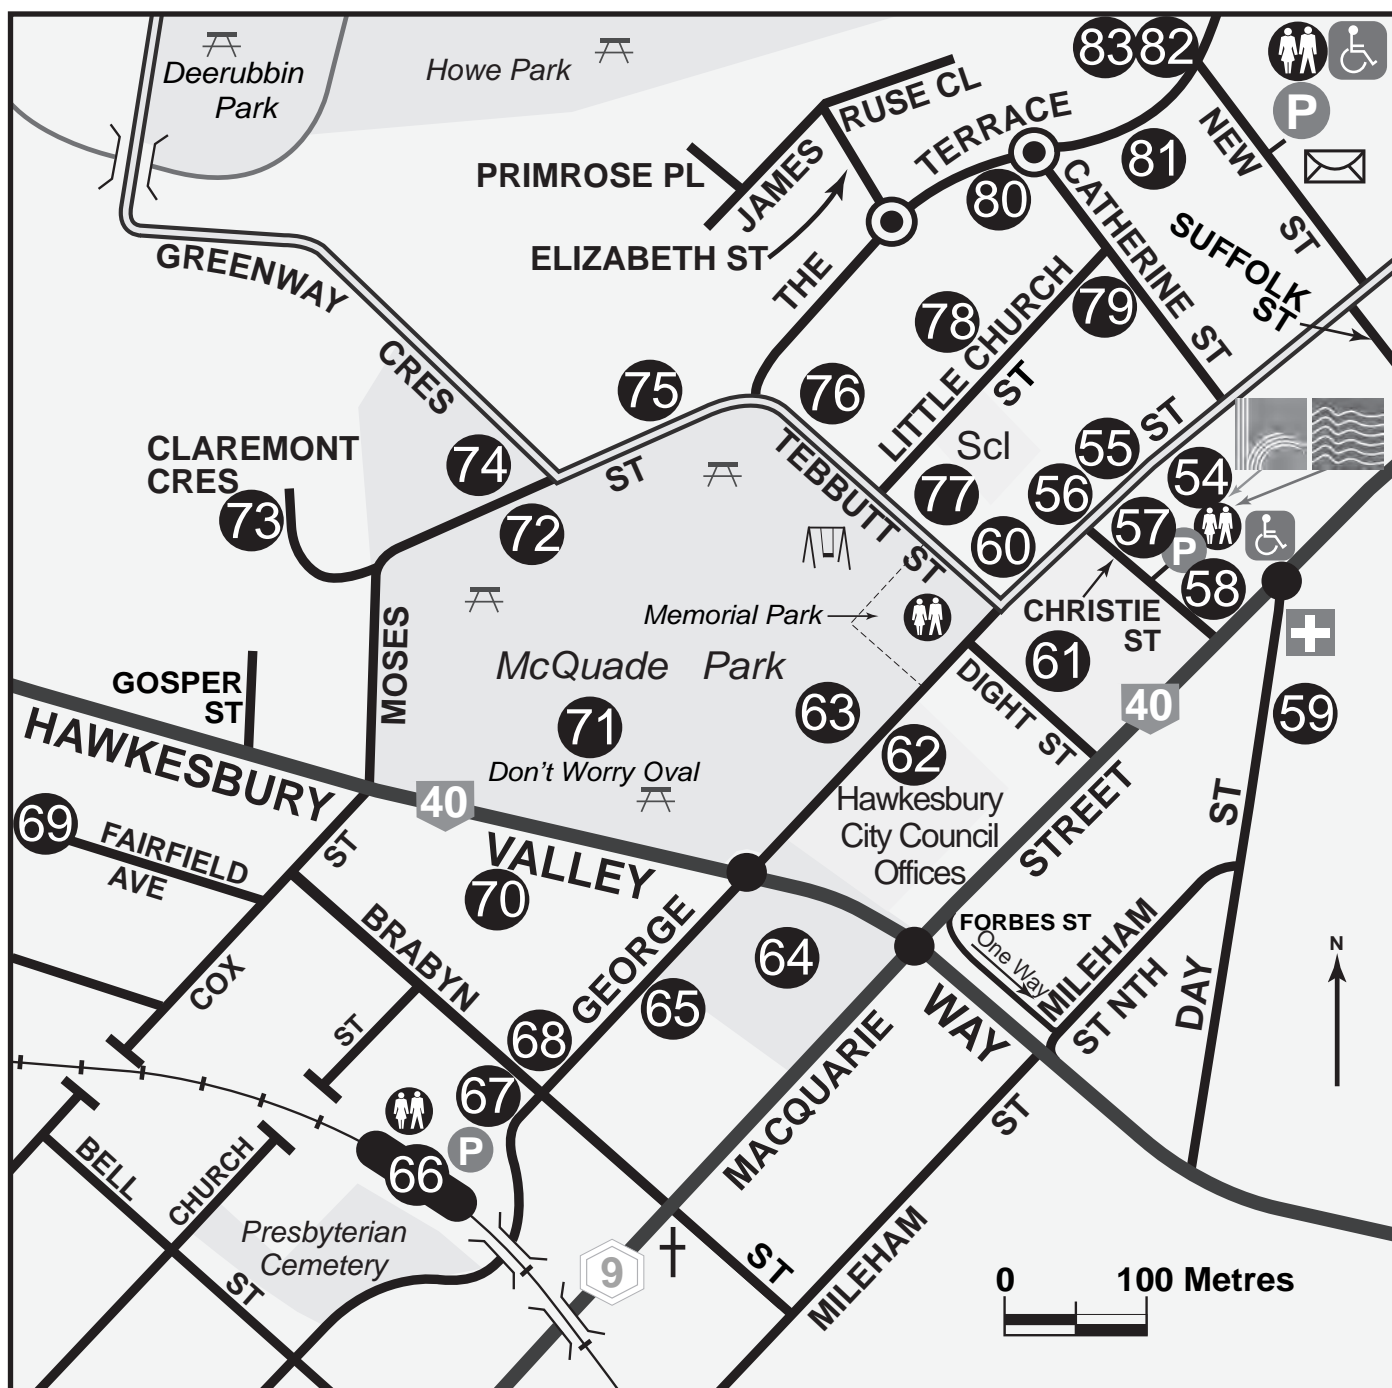 Deerubbin
Park
Howe Park
83
82
P
RUSE CL
TERRACE
NEW
ST
81
PRIMROSE PL
JAMES
80
CATHERINE ST
SUFFOLK
ST
ELIZABETH ST
THE
GREENWAY
CRES
78
79
LITTLE CHURCH
ST
75
76
CLAREMONT
CRES
74
73
72
ST
TEBBUTT ST
Scl
77
55
ST
56
54
57
P
60
58
CHRISTIE
ST
Memorial Park
MOSES
McQuade Park
61
DIGHT ST
40
59
GOSPER
ST
71
63
62
Don't Worry Oval
HAWKESBURY
40
VALLEY
Hawkesbury
City Council
Offices
STREET
ST
69
FAIRFIELD
AVE
ST
70
BRABYN
GEORGE
64
65
FORBES ST
One Way
MILEHAM
ST NTH
DAY
N
COX
ST
68
67
WAY
MACQUARIE
ST
P
66
BELL
ST
CHURCH
Presbyterian
Cemetery
9
ST
MILEHAM
0 100 Metres